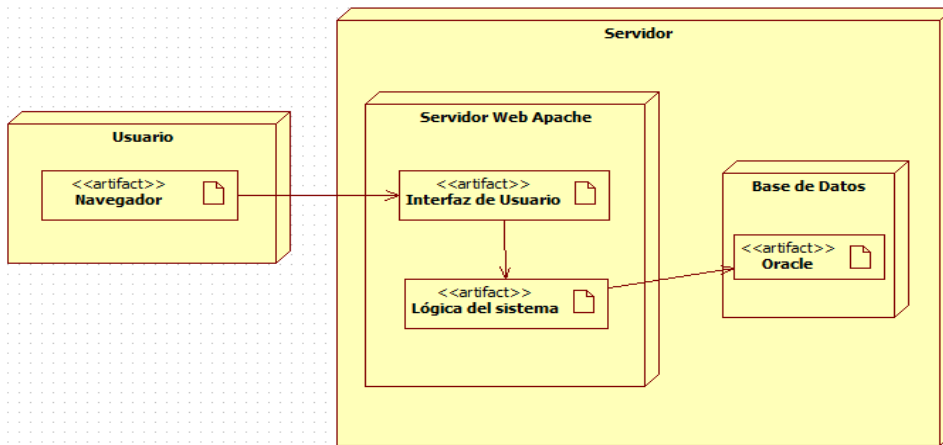 Servidor
Servidor Web Apache
Usuario
<<artifact>>
Navegador
<<artifact>>
Interfaz de Usuario
Base de Datos
<<artifact>>
Oracle
<<artifact>>
Lógica del sistema